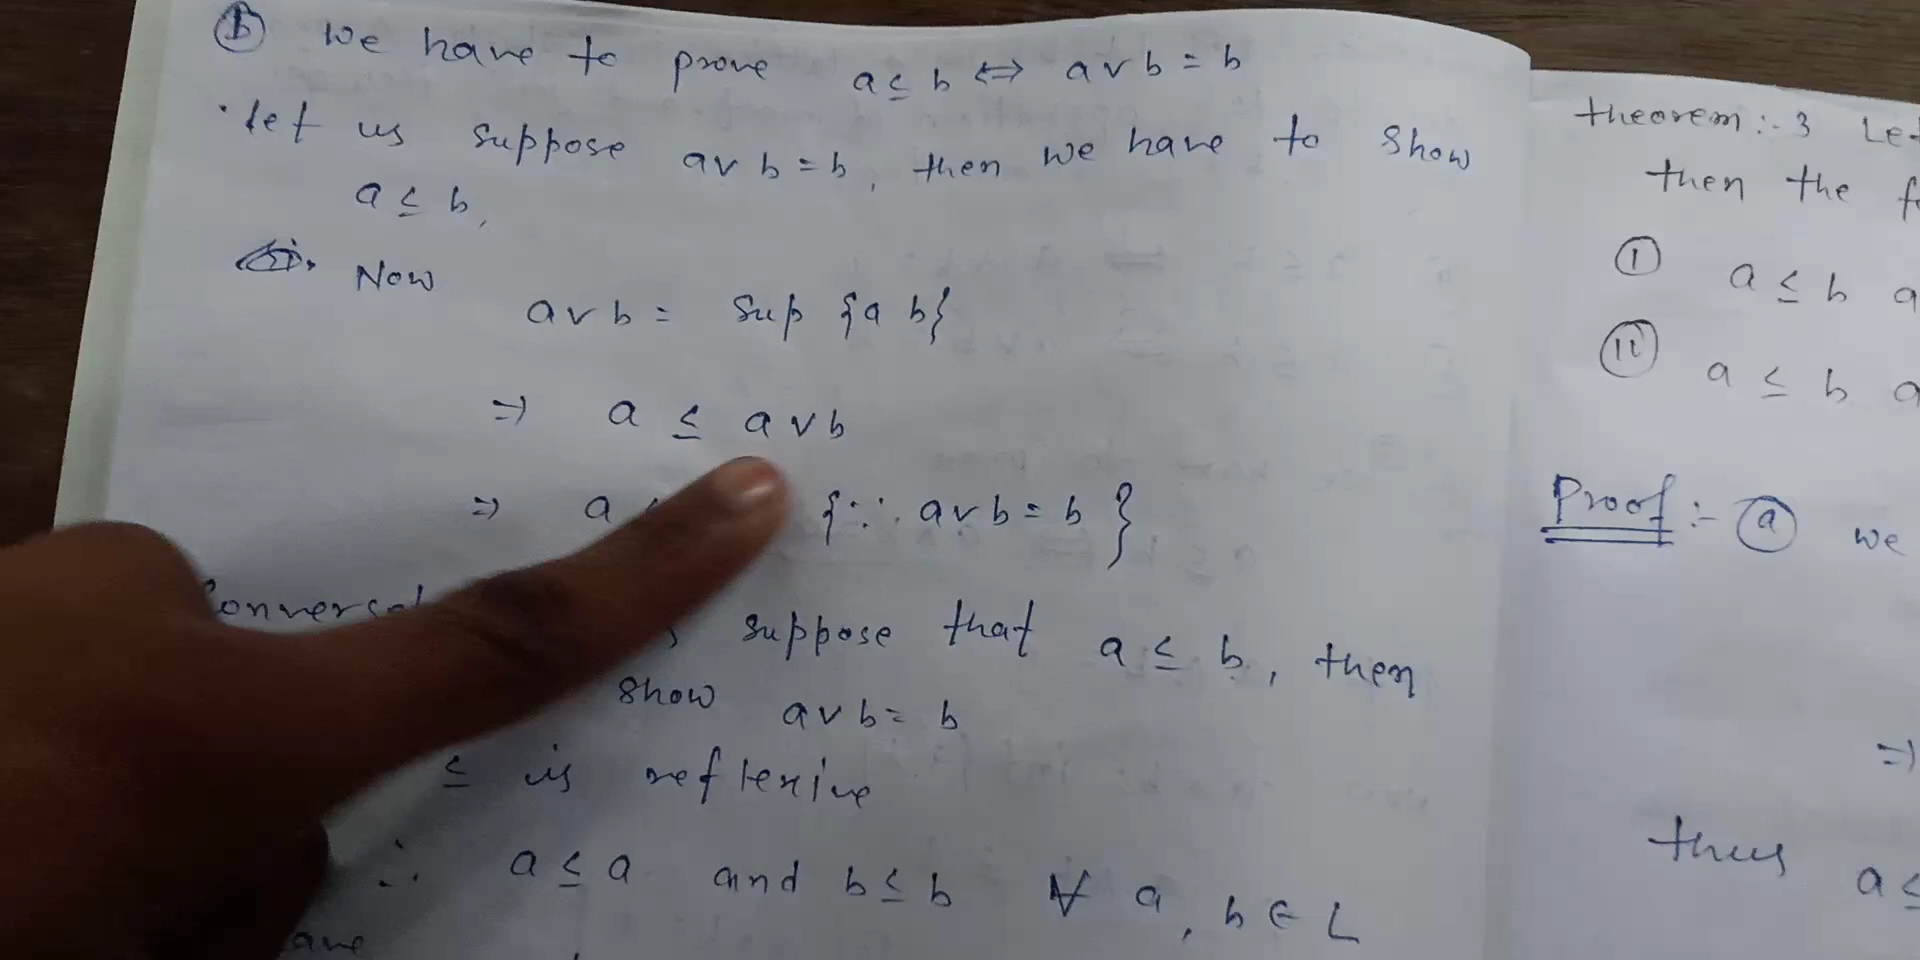 ⓑ we have to prove a ≤ b ⇔ a ∨ b = b
let us suppose a ∨ b = b, then we have to show
a ≤ b,
Now
a ∨ b = Sup {a b}
⇒ a ≤ a ∨ b
⇒ a {∵ a ∨ b = b}
suppose that a ≤ b, then
show a ∨ b = b
≤ is reflexive
∴ a ≤ a and b ≤ b ∀ a, b ∈ L
theorem :- 3
then the
Ⓘ a ≤ b
Ⓘⓘ a ≤ b
Proof :- ⓐ we
⇒
thus a ≤